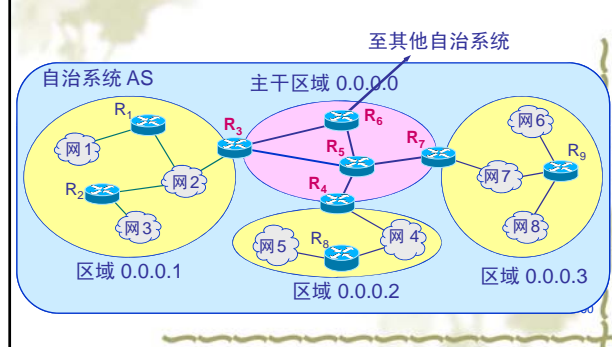 至其他自治系统
自治系统 AS
主干区域 0.0.0.0
R1
R3
R6
R7
网6
网1
R5
R9
R2
网2
网7
R4
网3
网5
R8
网 4
网8
区域 0.0.0.1
区域 0.0.0.2
区域 0.0.0.3